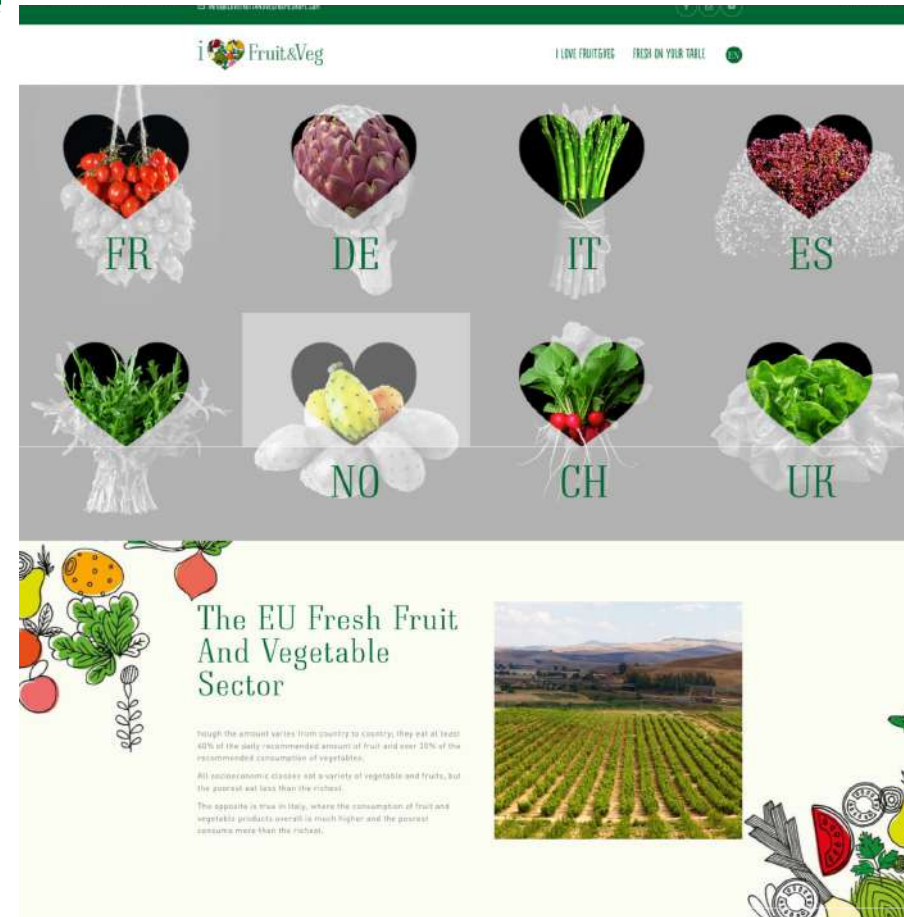 i Fruit&Veg
I LOVE FRUIT&VEG FRESH ON YOUR TABLE EN
FR DE IT ES
NO CH UK
The EU Fresh Fruit
And Vegetable
Sector
hough the amount varies from country to country, they eat at least
60% of the daily recommended amount of fruit and over 30% of the
recommended consumption of vegetables.
All socioeconomic classes eat a variety of vegetable and fruits, but
the poorest eat less than the richest.
The opposite is true in Italy, where the consumption of fruit and
vegetable products overall is much higher and the poorest
consume more than the richest.